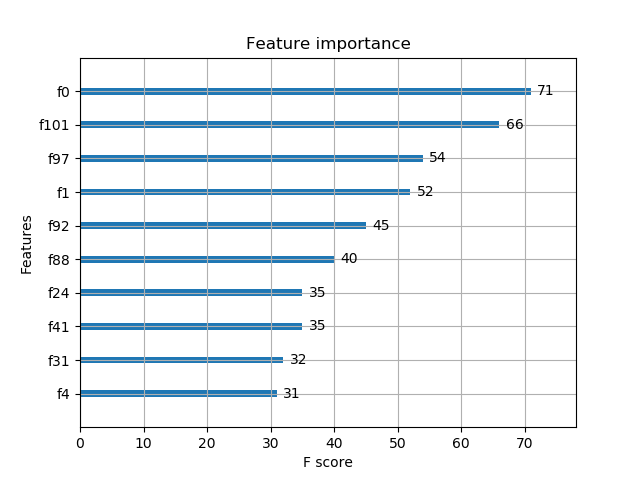 Feature importance
f0 71
f101 66
f97 54
f1 52
f92 45
f88 40
f24 35
f41 35
f31 32
f4 31
Features
0 10 20 30 40 50 60 70
F score